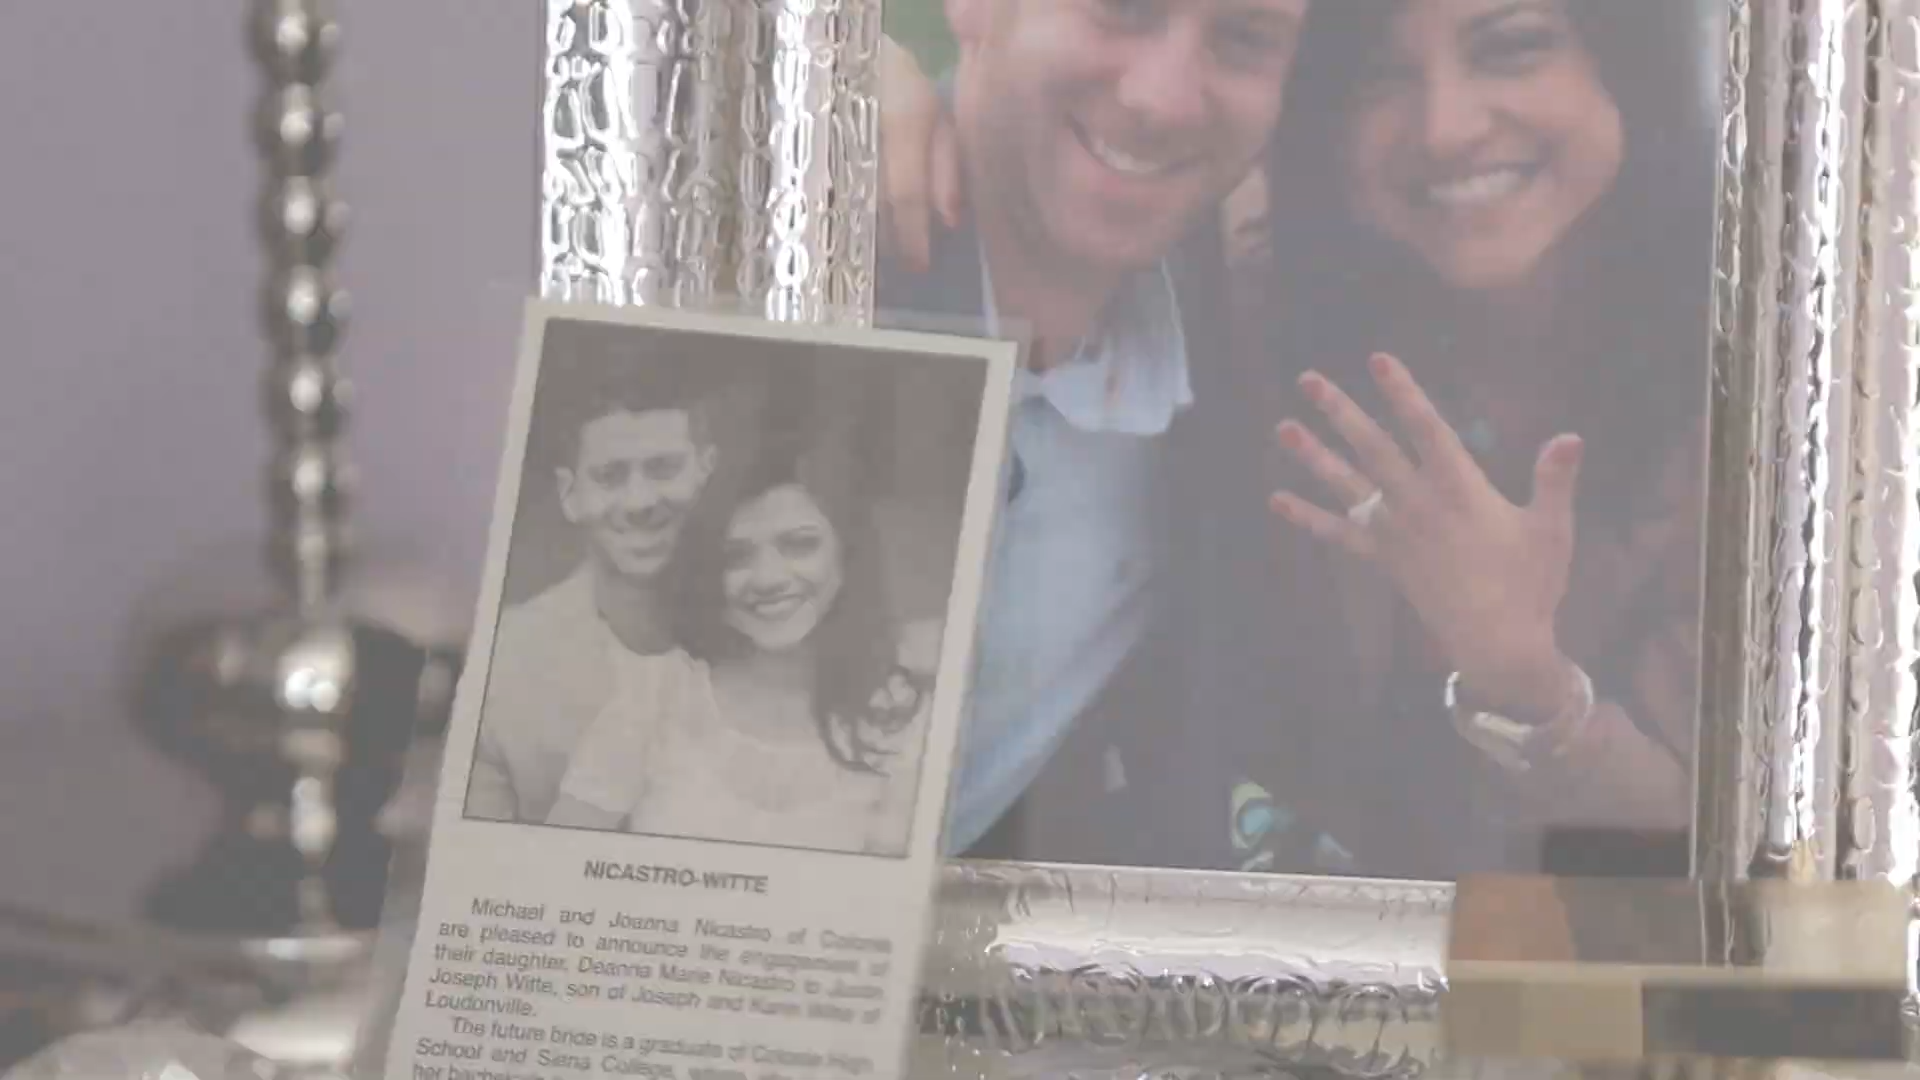 NICASTRO-WITTE
Michael and Joanna Nicastro of Colonie
are pleased to announce the engagement of
their daughter, Deanna Marie Nicastro to Justin
Joseph Witte, son of Joseph and Karin Witte of
Loudonville.
The future bride is a graduate of Colonie High
School and Siena College,
her